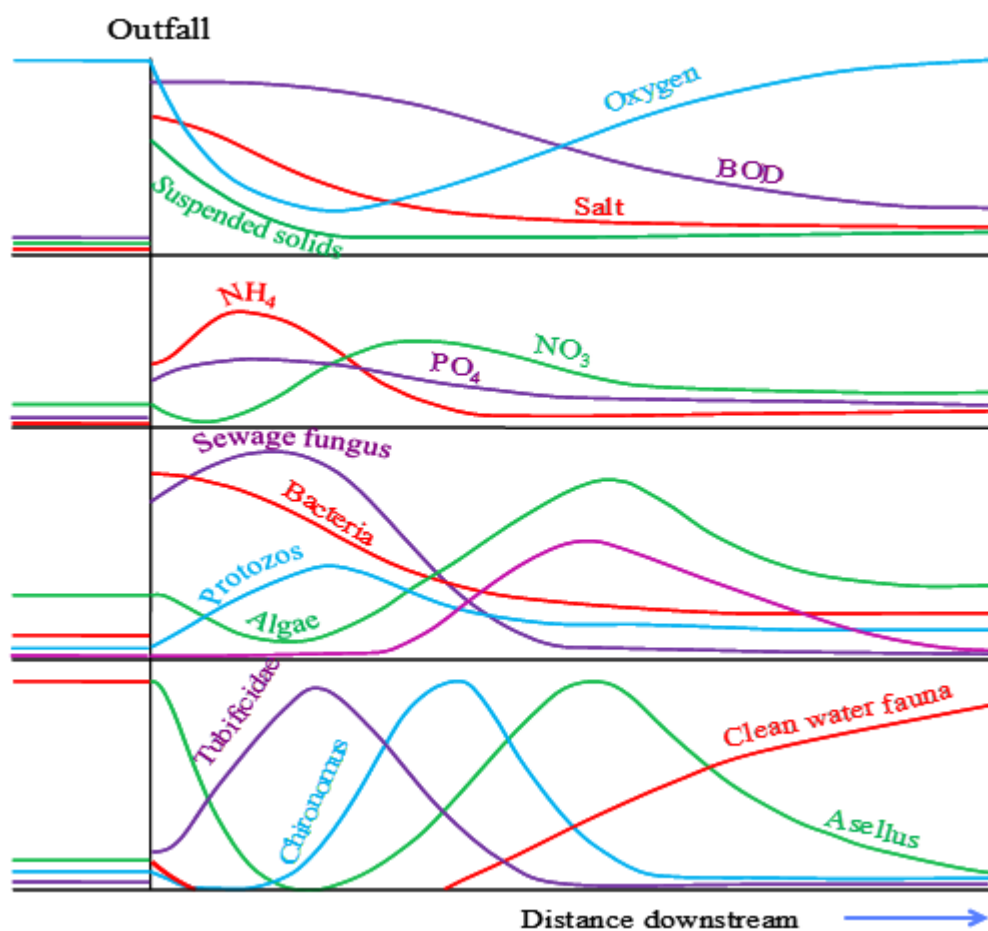 Outfall
Oxygen
BOD
Salt
Suspended solids
NH₄
NO₃
PO₄
Sewage fungus
Bacteria
Protozos
Algae
Tubificidae
Chironomus
Clean water fauna
Asellus
Distance downstream